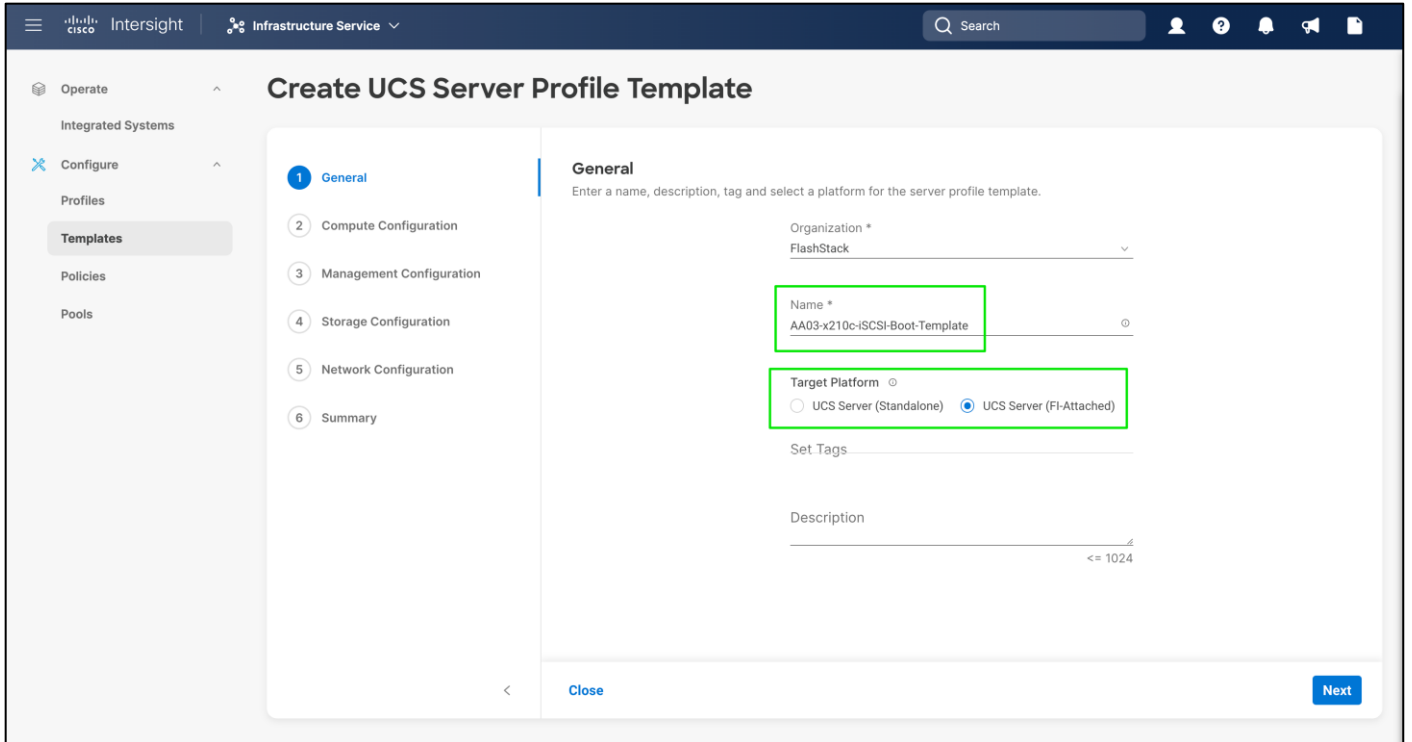 cisco Intersight
Infrastructure Service
Search
Operate
Integrated Systems
Configure
Profiles
Templates
Policies
Pools
Create UCS Server Profile Template
1 General
2 Compute Configuration
3 Management Configuration
4 Storage Configuration
5 Network Configuration
6 Summary
General
Enter a name, description, tag and select a platform for the server profile template.
Organization *
FlashStack
Name *
AA03-x210c-iSCSI-Boot-Template
Target Platform
UCS Server (Standalone) UCS Server (FI-Attached)
Set Tags
Description
<= 1024
Close
Next